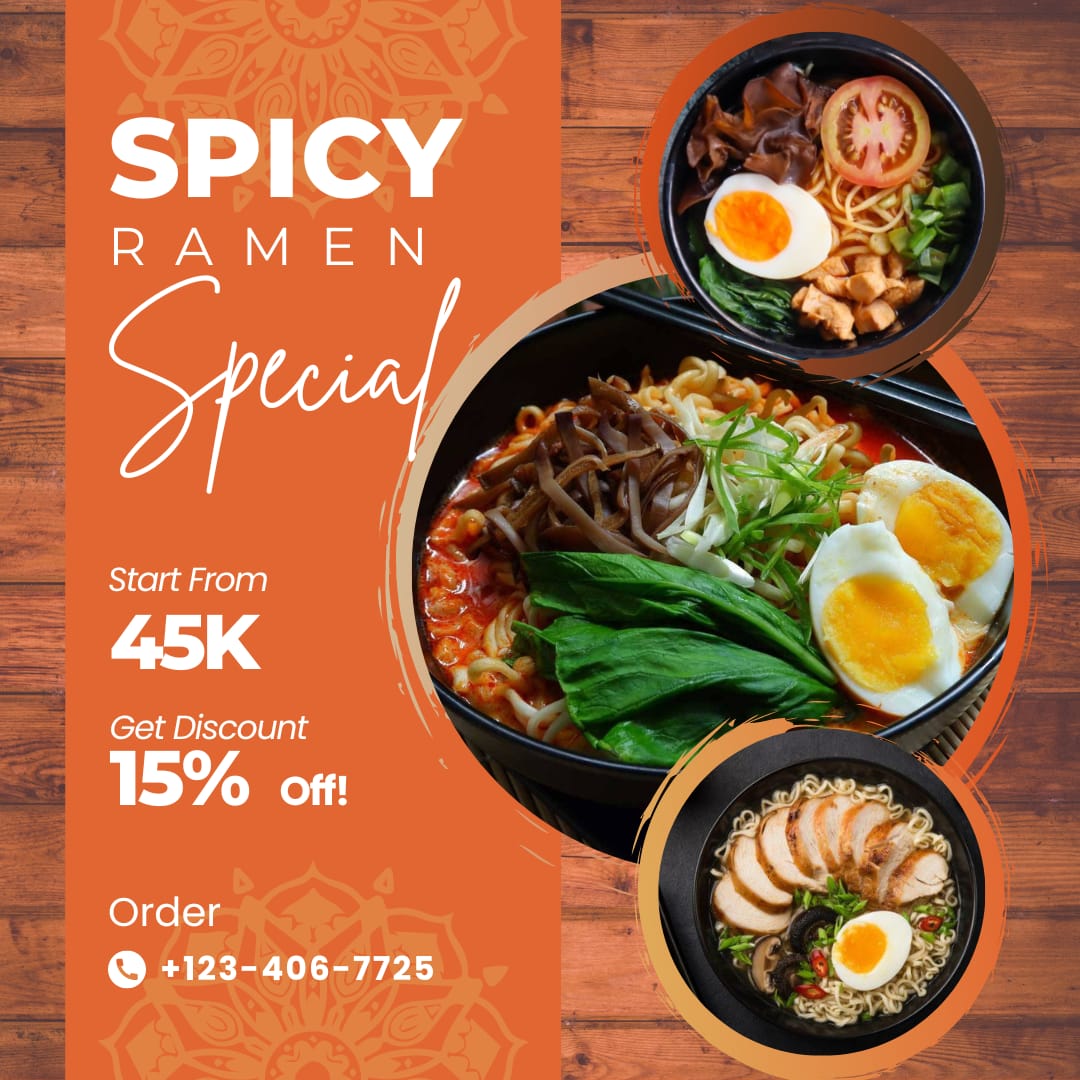 SPICY
RAMEN
Special
Start From
45K
Get Discount
15% Off!
Order
+123-406-7725